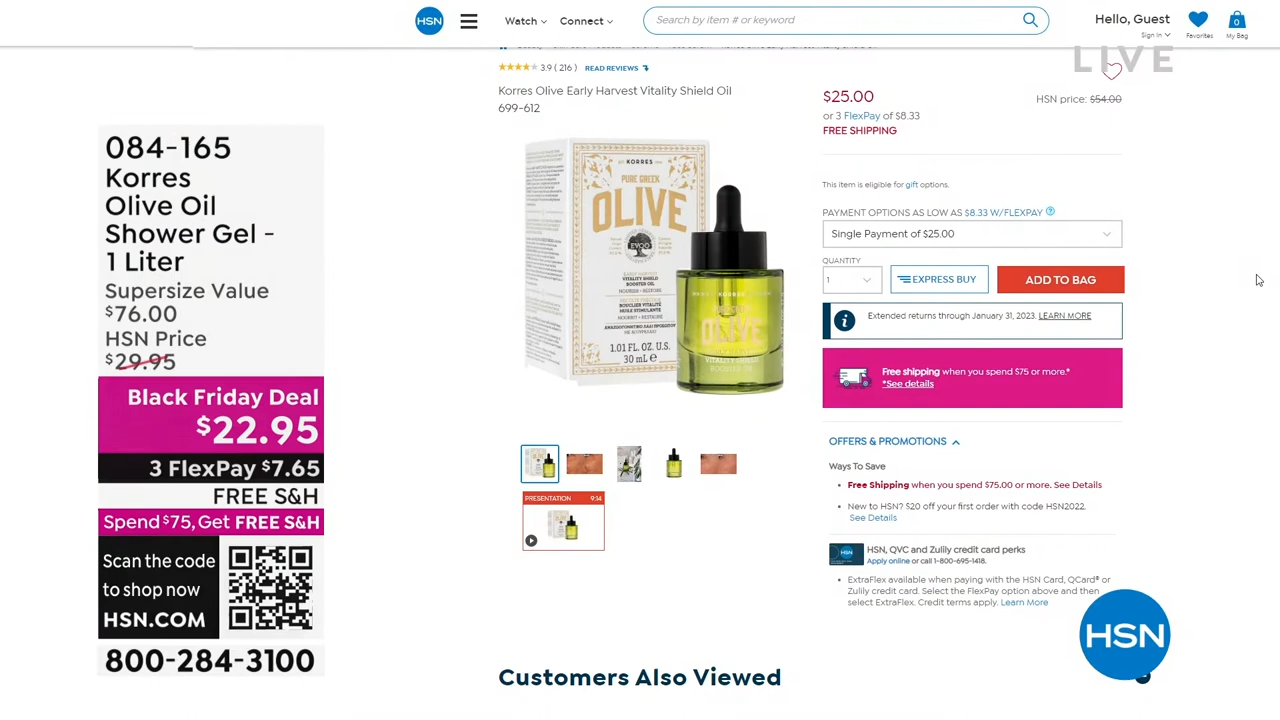 HSN
Watch
Connect
Search by item # or keyword
Hello, Guest
Sign In
Favorites
0
My Bag
LIVE
3.9 (216)
READ REVIEWS
Korres Olive Early Harvest Vitality Shield Oil
699-612
$25.00
HSN price: $54.00
or 3 FlexPay of $8.33
FREE SHIPPING
This item is eligible for gift options.
PAYMENT OPTIONS AS LOW AS $8.33 W/FLEXPAY
Single Payment of $25.00
QUANTITY
1
EXPRESS BUY
ADD TO BAG
Extended returns through January 31, 2023. LEARN MORE
Free shipping when you spend $75 or more.*
*See details
OFFERS & PROMOTIONS
Ways To Save
Free Shipping when you spend $75.00 or more. See Details
New to HSN? $20 off your first order with code HSN2022.
See Details
HSN, QVC and Zulily credit card perks
Apply online or call 1-800-695-1418.
ExtraFlex available when paying with the HSN Card, QCard® or
Zulily credit card. Select the FlexPay option above and then
select ExtraFlex. Credit terms apply. Learn More
084-165
Korres
Olive Oil
Shower Gel -
1 Liter
Supersize Value
$76.00
HSN Price
$29.95
Black Friday Deal
$22.95
3 FlexPay $7.65
FREE S&H
Spend $75, Get FREE S&H
Scan the code
to shop now
HSN.COM
800-284-3100
KORRES
PURE GREEK
OLIVE
EVOO
EARLY HARVEST
VITALITY SHIELD
BOOSTER OIL
NOURISH + RESTORE
1.01 FL. OZ. U.S.
30 mL e
OLIVE
PRESENTATION 9:14
HSN
Customers Also Viewed